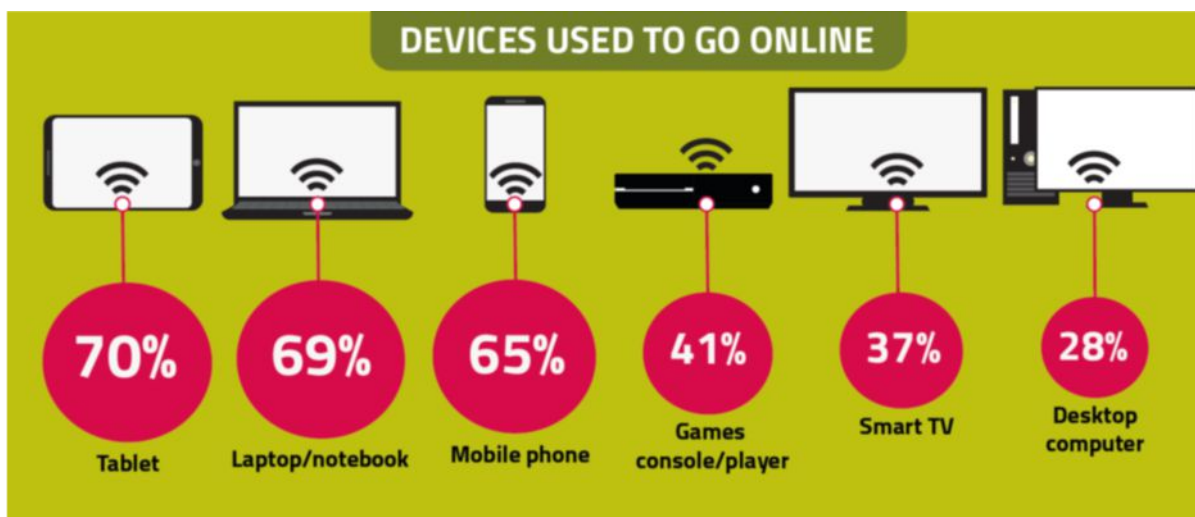 DEVICES USED TO GO ONLINE
70%
Tablet
69%
Laptop/notebook
65%
Mobile phone
41%
Games
console/player
37%
Smart TV
28%
Desktop
computer